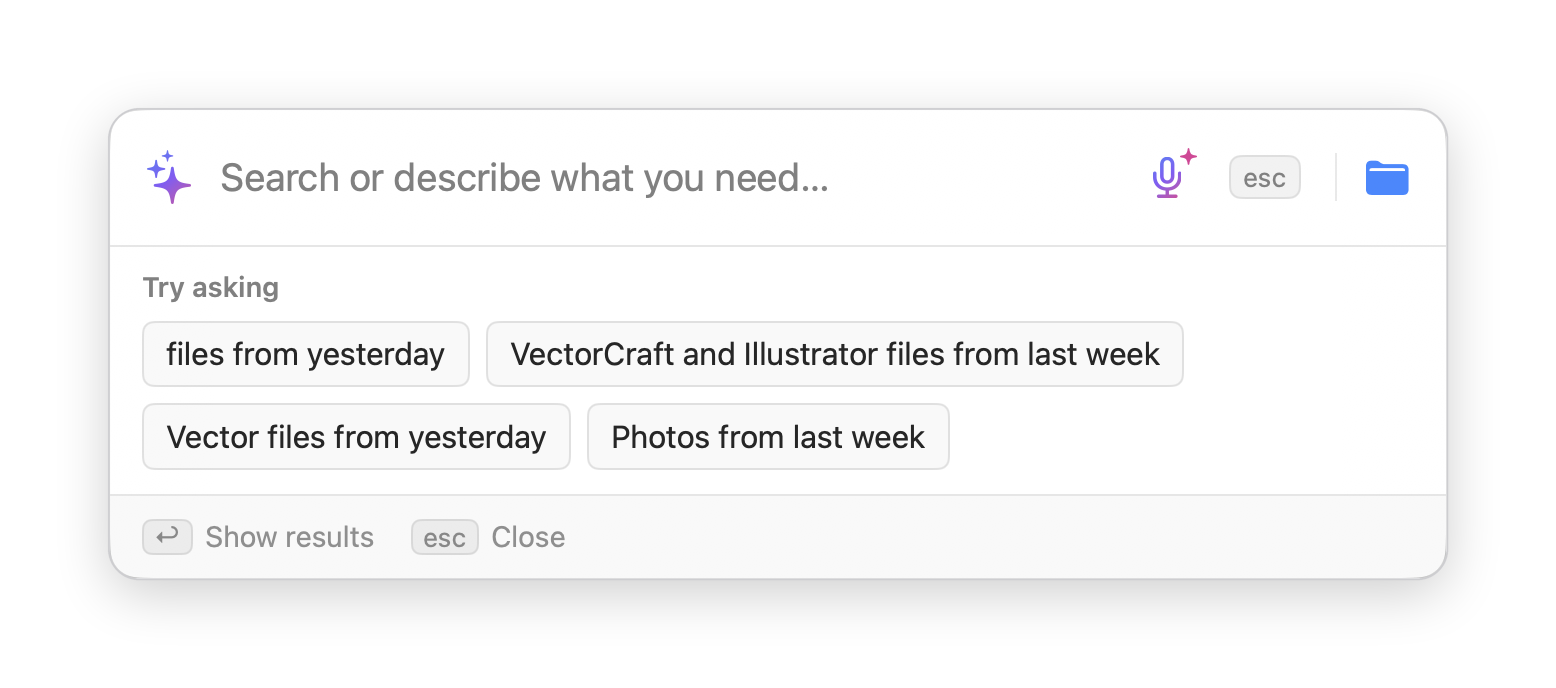 Search or describe what you need...
esc
Try asking
files from yesterday
VectorCraft and Illustrator files from last week
Vector files from yesterday
Photos from last week
Show results
esc
Close